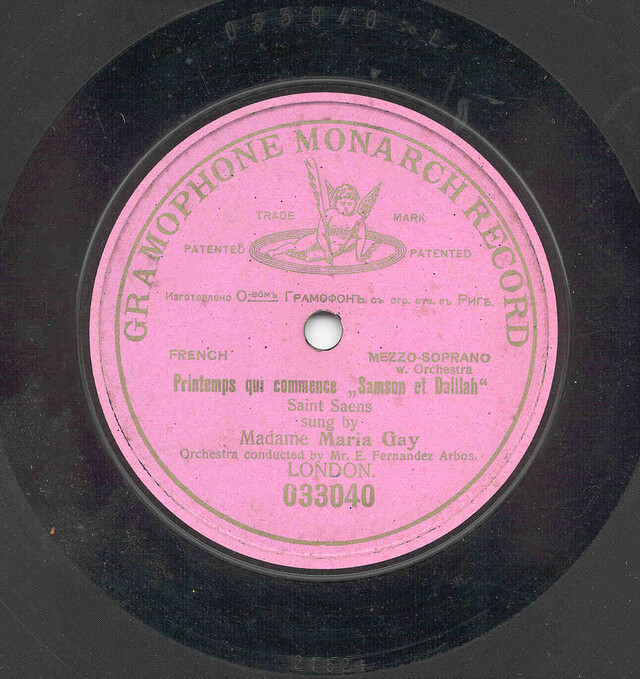 033040 L
GRAMOPHONE MONARCH RECORD
TRADE MARK
PATENTED PATENTED
Изготовлено О-вомъ Грамофонъ съ огр. отв. въ Ригѣ.
FRENCH MEZZO-SOPRANO
w. Orchestra
Printemps qui commence „Samson et Dalilah“
Saint Saens
sung by
Madame Maria Gay
Orchestra conducted by Mr. E. Fernandez Arbos.
LONDON.
033040